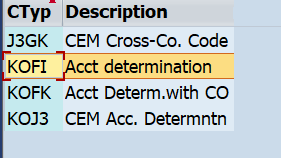 CTyp Description
J3GK CEM Cross-Co. Code
KOFI Acct determination
KOFK Acct Determ.with CO
KOJ3 CEM Acc. Determntn